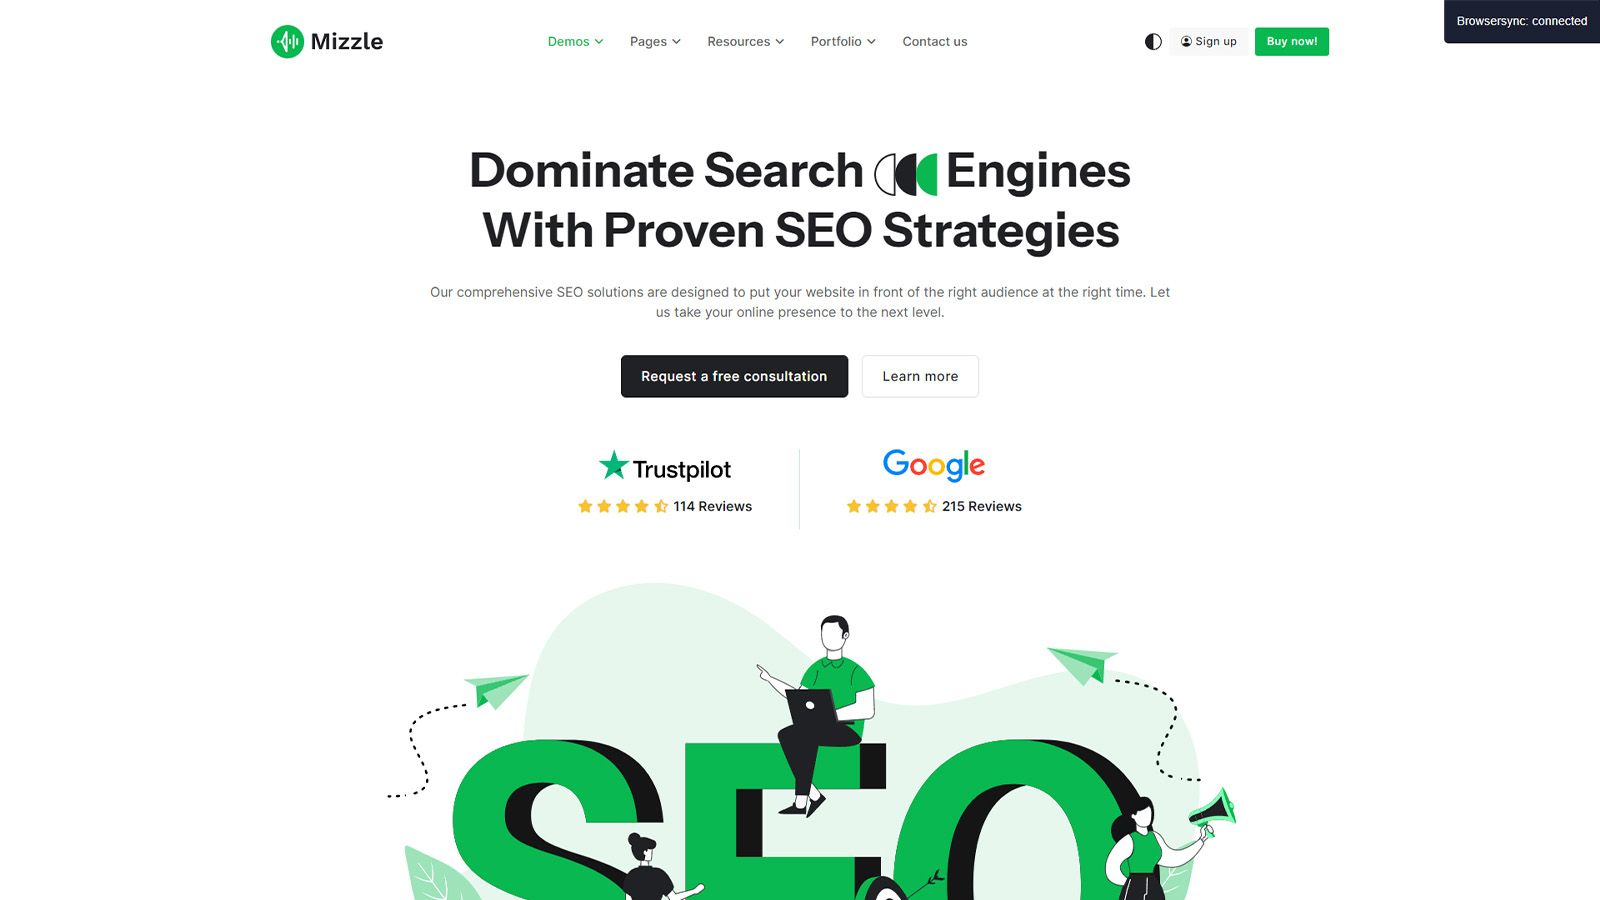 Browsersync: connected
Mizzle
Demos
Pages
Resources
Portfolio
Contact us
Sign up
Buy now!
Dominate Search Engines
With Proven SEO Strategies
Our comprehensive SEO solutions are designed to put your website in front of the right audience at the right time. Let
us take your online presence to the next level.
Request a free consultation
Learn more
Trustpilot
114 Reviews
Google
215 Reviews
SEO